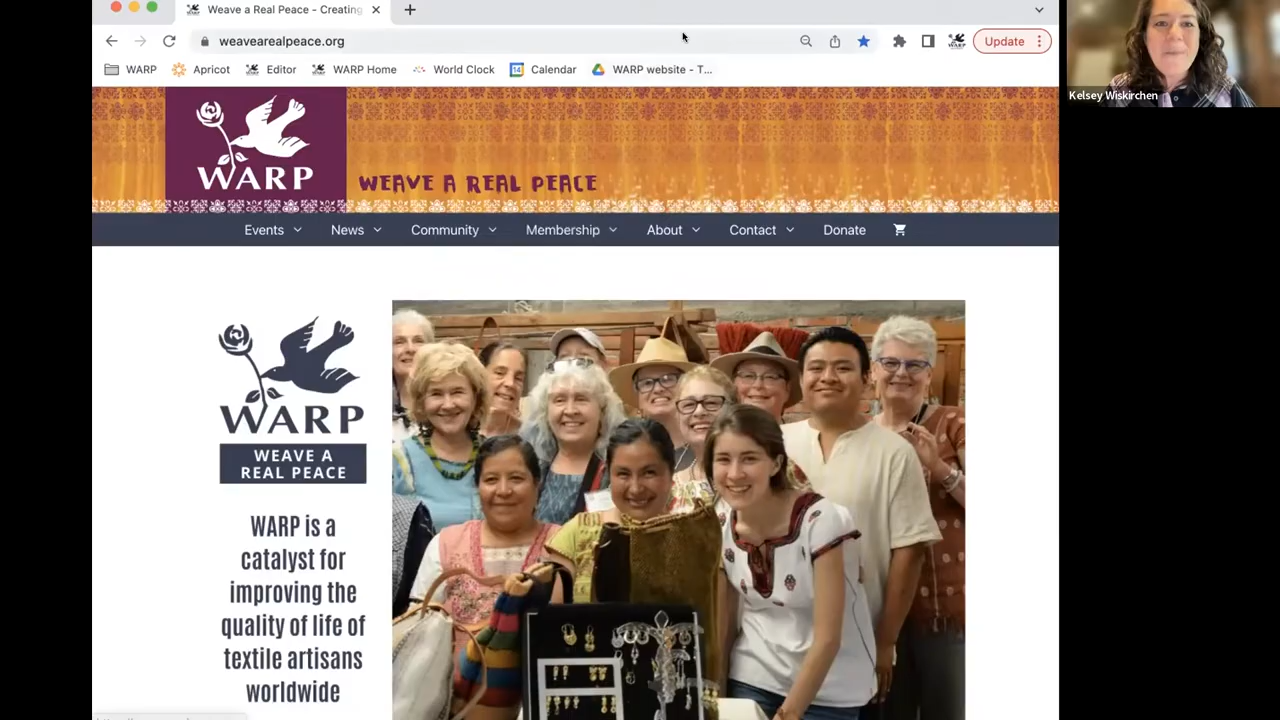 Weave a Real Peace - Creating
weavearealpeace.org
Update
WARP
Apricot
Editor
WARP Home
World Clock
14
Calendar
WARP website - T...
Kelsey Wiskirchen
WARP
WEAVE A REAL PEACE
Events
News
Community
Membership
About
Contact
Donate
WARP
WEAVE A
REAL PEACE
WARP is a
catalyst for
improving the
quality of life of
textile artisans
worldwide